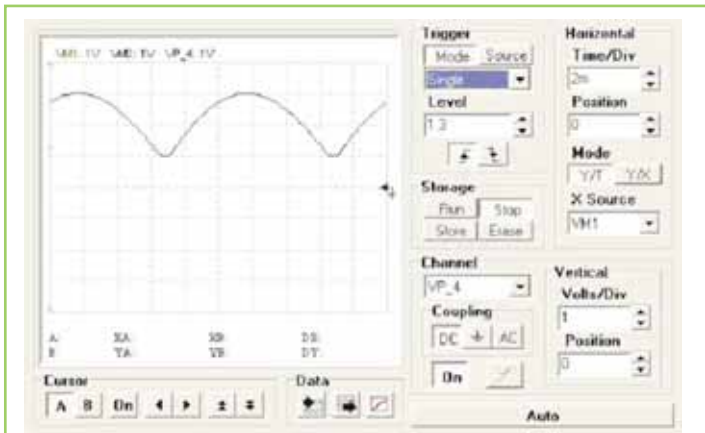 VM1: 1V VM2: 1V VP_4: 1V
Trigger
Mode Source
Single
Level
1.3
Storage
Run Stop
Store Erase
Channel
VP_4
Coupling
DC AC
On
Horizontal
Time/Div
2m
Position
0
Mode
Y/T Y/X
X Source
VM1
Vertical
Volts/Div
1
Position
0
A: XA: XB: DX:
B: YA: YB: DY:
Cursor
A B On
Data
Auto